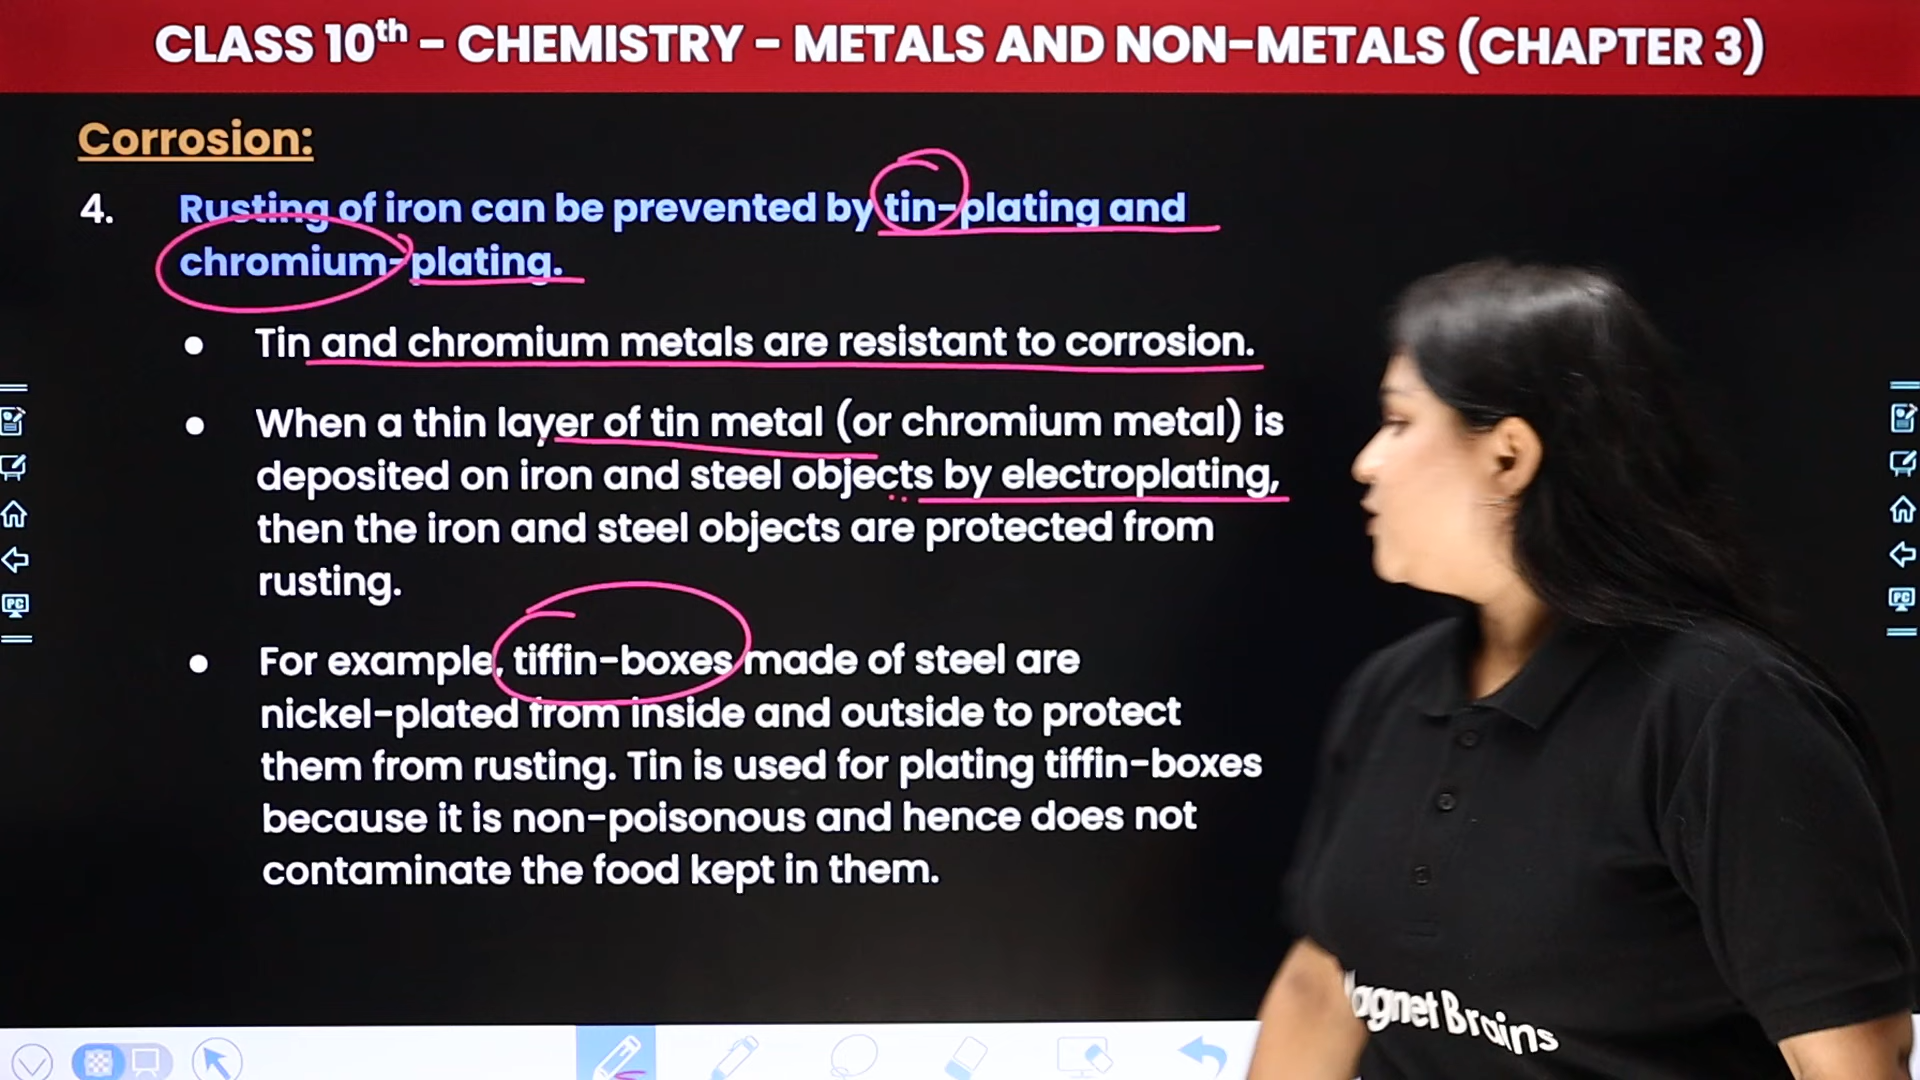 CLASS 10th – CHEMISTRY – METALS AND NON-METALS (CHAPTER 3)
Corrosion:
4. Rusting of iron can be prevented by tin-plating and
chromium-plating.
● Tin and chromium metals are resistant to corrosion.
● When a thin layer of tin metal (or chromium metal) is
deposited on iron and steel objects by electroplating,
then the iron and steel objects are protected from
rusting.
● For example, tiffin-boxes made of steel are
nickel-plated from inside and outside to protect
them from rusting. Tin is used for plating tiffin-boxes
because it is non-poisonous and hence does not
contaminate the food kept in them.
PC
PC
agnet Brains